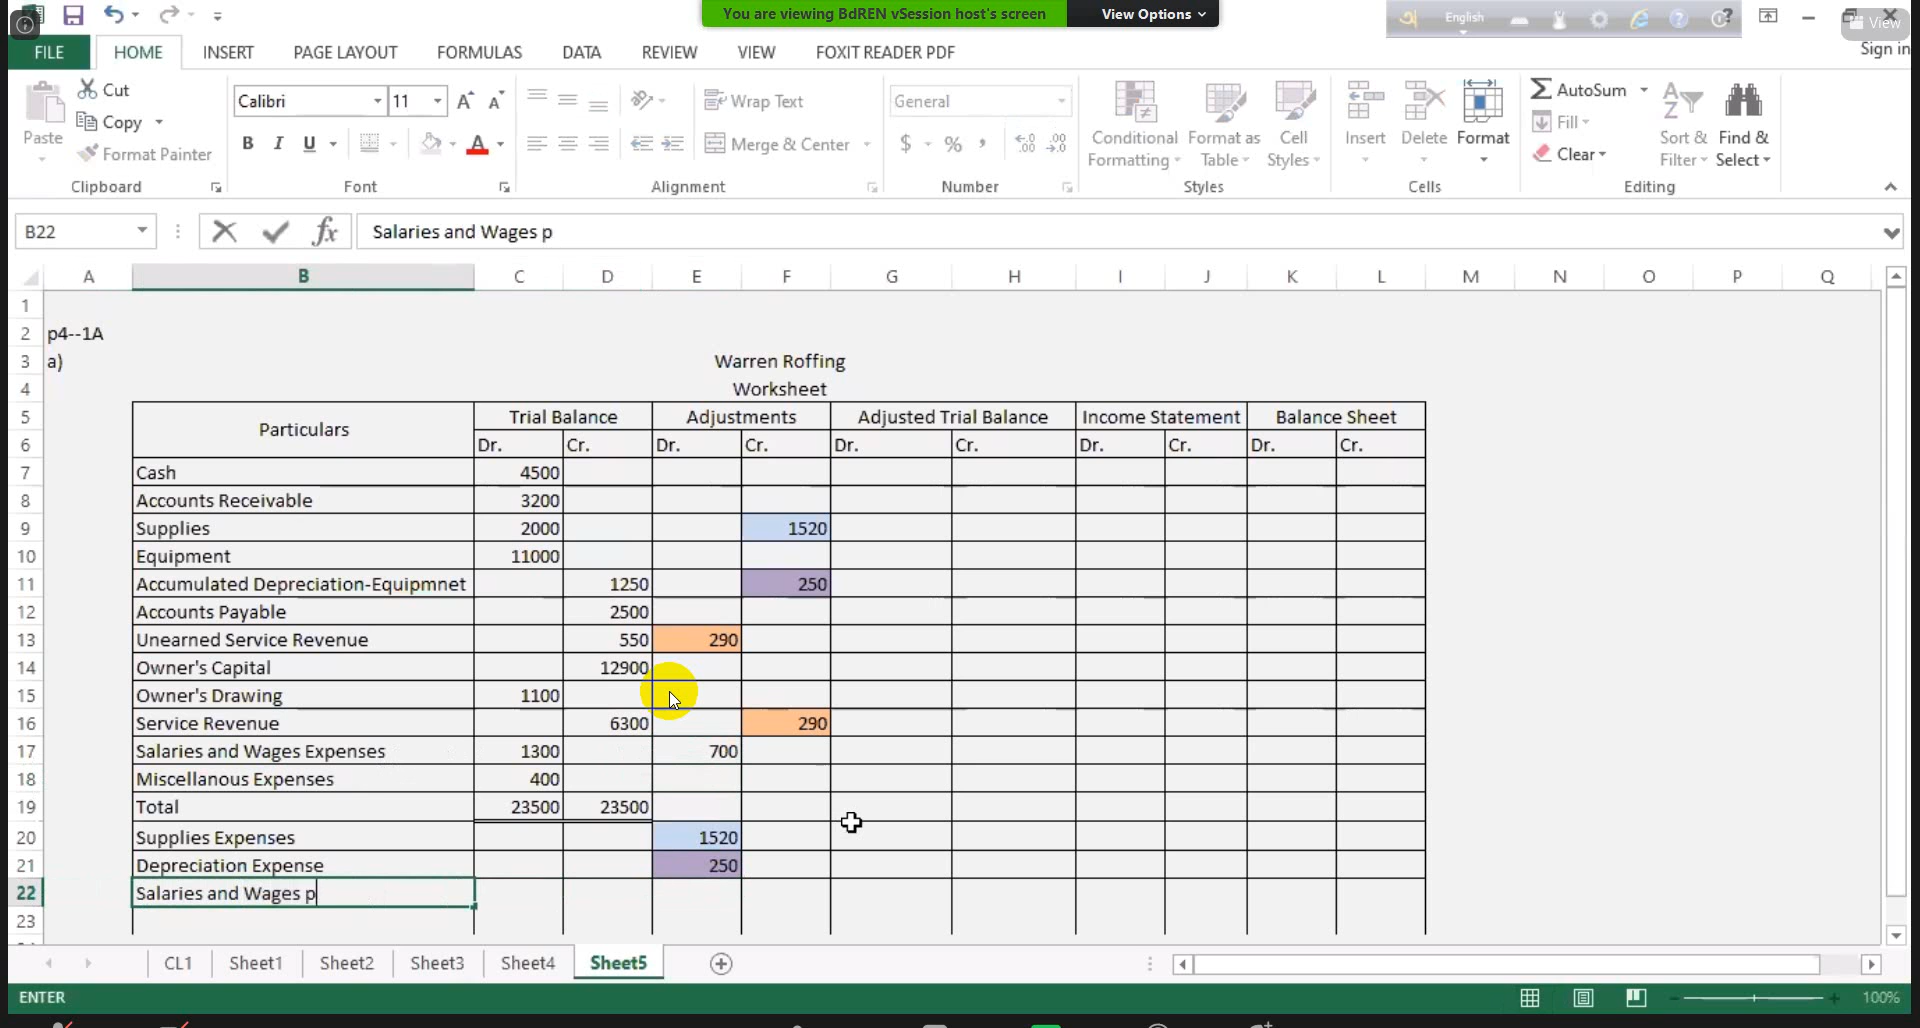 You are viewing BdREN vSession host's screen
View Options
English
View
Sign in
FILE HOME INSERT PAGE LAYOUT FORMULAS DATA REVIEW VIEW FOXIT READER PDF
Paste
Cut
Copy
Format Painter
Clipboard
Calibri 11
B I U
Font
Wrap Text
Merge & Center
Alignment
General
$ % ,
Number
Conditional Formatting
Format as Table
Cell Styles
Styles
Insert Delete Format
Cells
AutoSum
Fill
Clear
Sort & Filter
Find & Select
Editing
B22 fx Salaries and Wages p
A B C D E F G H I J K L M N O P Q
1
2 p4--1A
3 a) Warren Roffing
4 Worksheet
5 Particulars Trial Balance Adjustments Adjusted Trial Balance Income Statement Balance Sheet
6 Dr. Cr. Dr. Cr. Dr. Cr. Dr. Cr. Dr. Cr.
7 Cash 4500
8 Accounts Receivable 3200
9 Supplies 2000 1520
10 Equipment 11000
11 Accumulated Depreciation-Equipmnet 1250 250
12 Accounts Payable 2500
13 Unearned Service Revenue 550 290
14 Owner's Capital 12900
15 Owner's Drawing 1100
16 Service Revenue 6300 290
17 Salaries and Wages Expenses 1300 700
18 Miscellanous Expenses 400
19 Total 23500 23500
20 Supplies Expenses 1520
21 Depreciation Expense 250
22 Salaries and Wages p
23
CL1 Sheet1 Sheet2 Sheet3 Sheet4 Sheet5
ENTER 100%